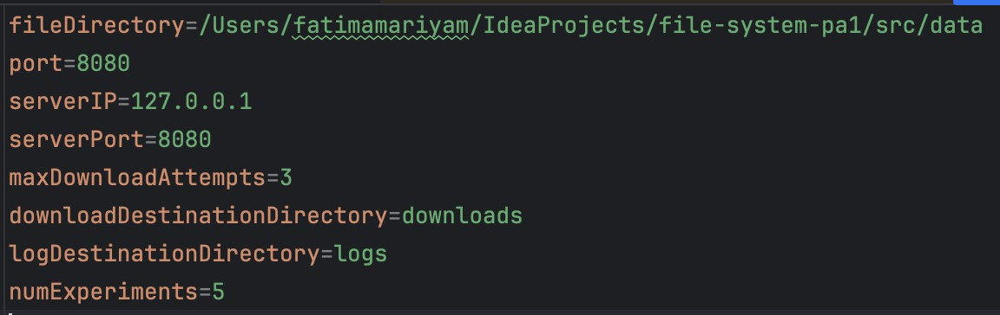 fileDirectory=/Users/fatimamariyam/IdeaProjects/file-system-pa1/src/data
port=8080
serverIP=127.0.0.1
serverPort=8080
maxDownloadAttempts=3
downloadDestinationDirectory=downloads
logDestinationDirectory=logs
numExperiments=5